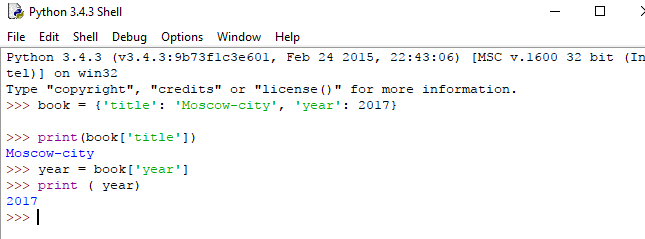 Python 3.4.3 Shell
File Edit Shell Debug Options Window Help
Python 3.4.3 (v3.4.3:9b73f1c3e601, Feb 24 2015, 22:43:06) [MSC v.1600 32 bit (In
tel)] on win32
Type "copyright", "credits" or "license()" for more information.
>>> book = {'title': 'Moscow-city', 'year': 2017}
>>> print(book['title'])
Moscow-city
>>> year = book['year']
>>> print ( year)
2017
>>>